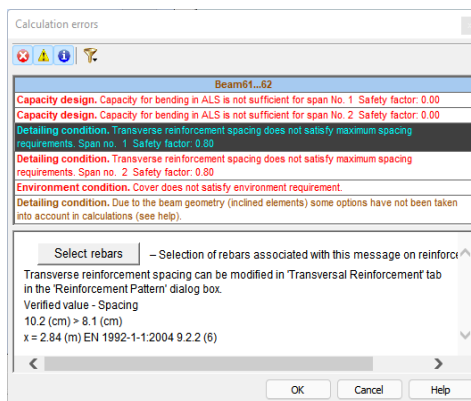 Calculation errors
Beam61...62
Capacity design. Capacity for bending in ALS is not sufficient for span No. 1 Safety factor: 0.00
Capacity design. Capacity for bending in ALS is not sufficient for span No. 2 Safety factor: 0.00
Detailing condition. Transverse reinforcement spacing does not satisfy maximum spacing
requirements. Span no. 1 Safety factor: 0.80
Detailing condition. Transverse reinforcement spacing does not satisfy maximum spacing
requirements. Span no. 2 Safety factor: 0.80
Environment condition. Cover does not satisfy environment requirement.
Detailing condition. Due to the beam geometry (inclined elements) some options have not been taken
into account in calculations (see help).
Select rebars – Selection of rebars associated with this message on reinforce
Transverse reinforcement spacing can be modified in 'Transversal Reinforcement' tab
in the 'Reinforcement Pattern' dialog box.
Verified value - Spacing
10.2 (cm) > 8.1 (cm)
x = 2.84 (m) EN 1992-1-1:2004 9.2.2 (6)
OK Cancel Help